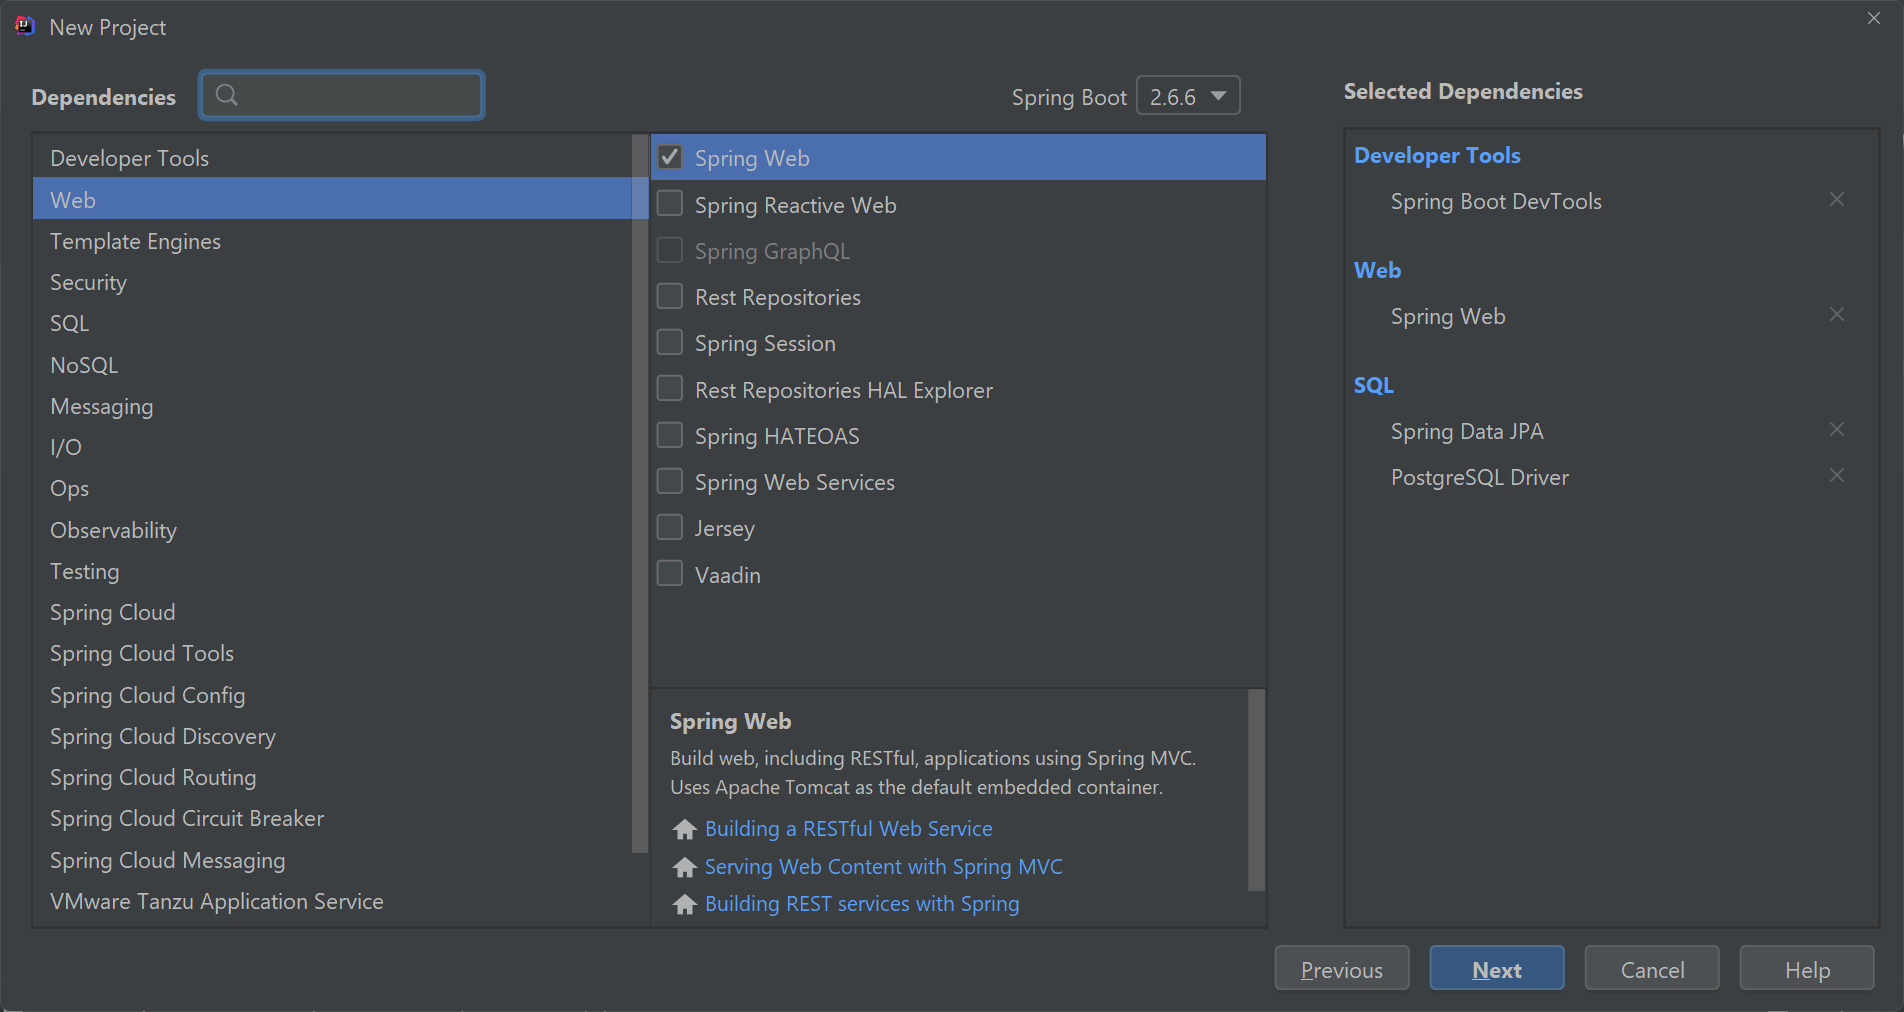 New Project
Dependencies
Spring Boot 2.6.6
Selected Dependencies
Developer Tools
Web
Template Engines
Security
SQL
NoSQL
Messaging
I/O
Ops
Observability
Testing
Spring Cloud
Spring Cloud Tools
Spring Cloud Config
Spring Cloud Discovery
Spring Cloud Routing
Spring Cloud Circuit Breaker
Spring Cloud Messaging
VMware Tanzu Application Service
Spring Web
Spring Reactive Web
Spring GraphQL
Rest Repositories
Spring Session
Rest Repositories HAL Explorer
Spring HATEOAS
Spring Web Services
Jersey
Vaadin
Spring Web
Build web, including RESTful, applications using Spring MVC.
Uses Apache Tomcat as the default embedded container.
Building a RESTful Web Service
Serving Web Content with Spring MVC
Building REST services with Spring
Developer Tools
Spring Boot DevTools
Web
Spring Web
SQL
Spring Data JPA
PostgreSQL Driver
Previous
Next
Cancel
Help